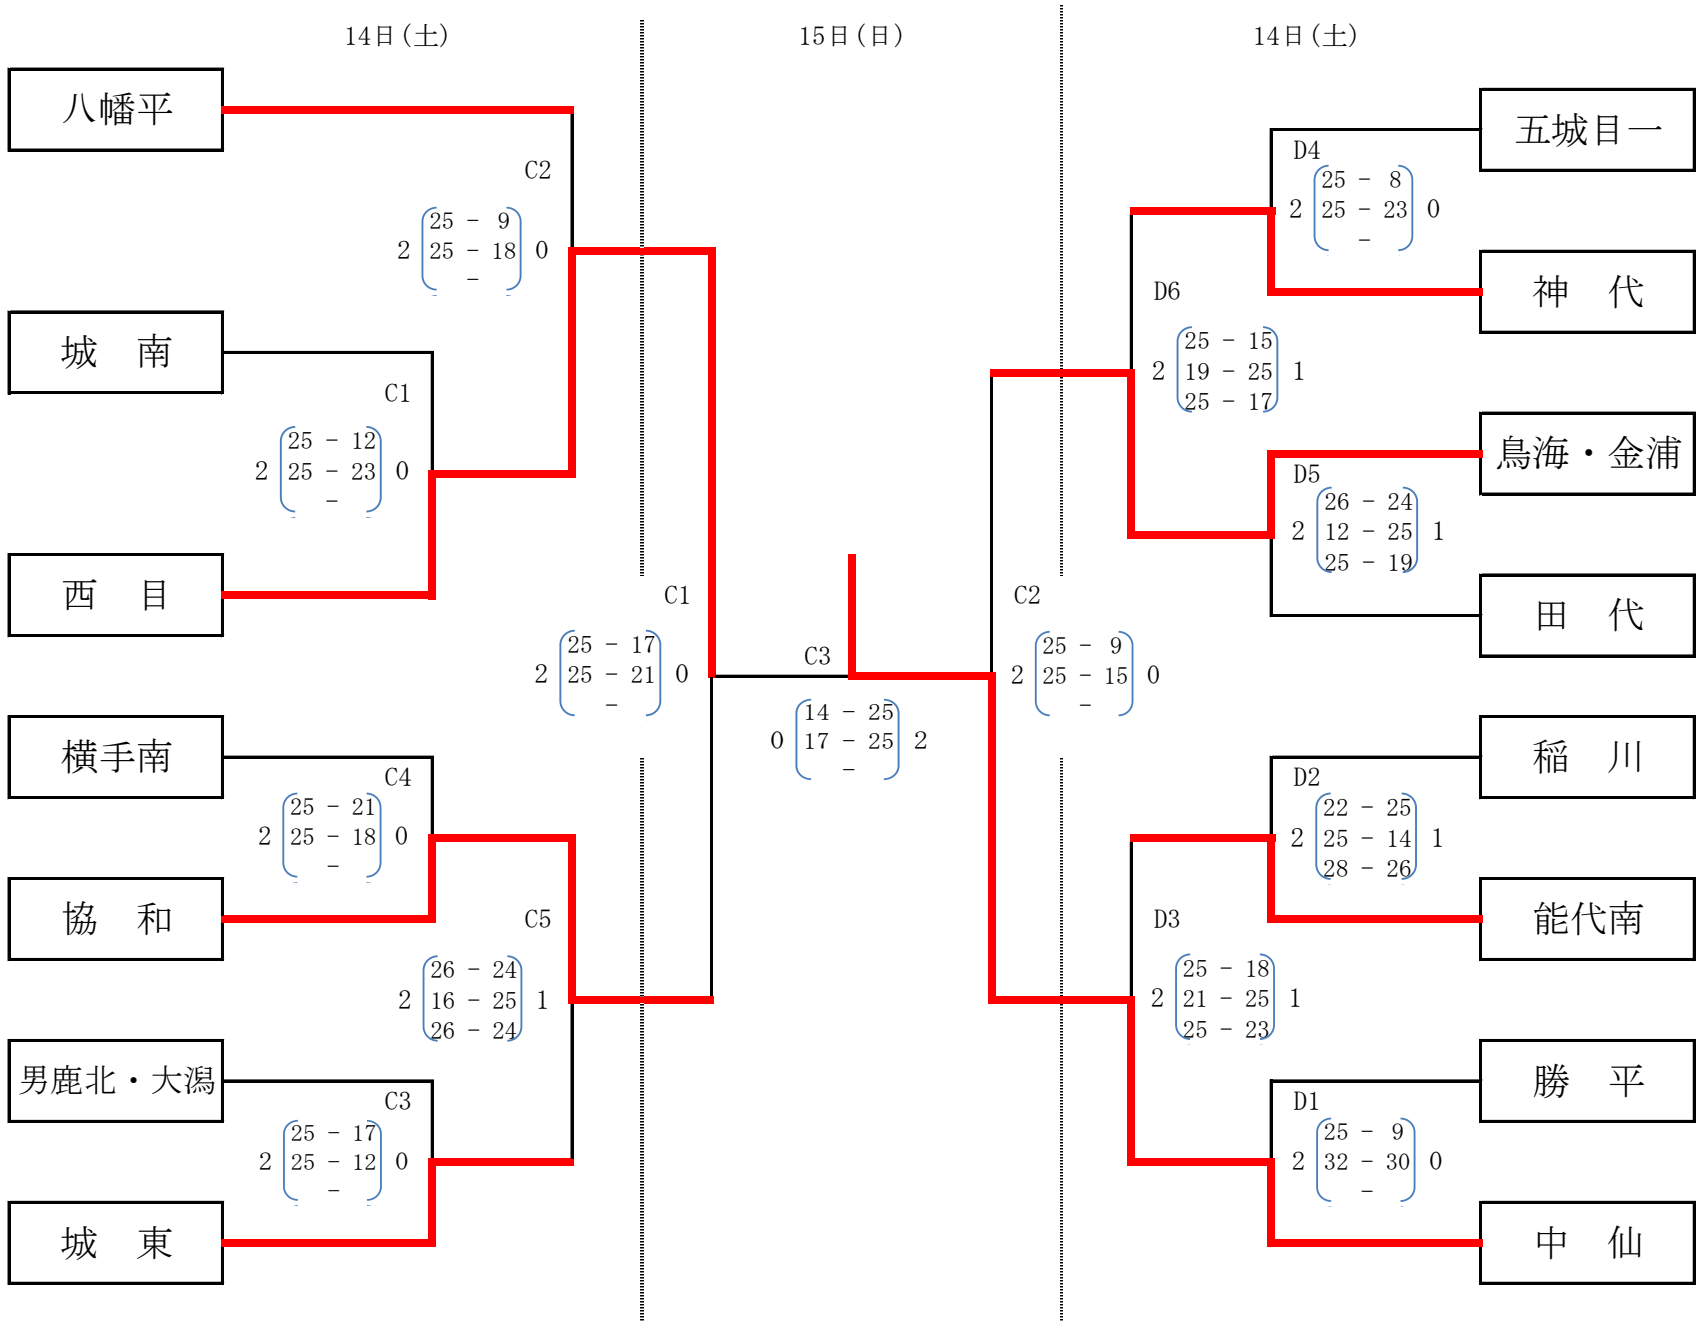 14日(土)
15日(日)
14日(土)
八幡平
城　南
西　目
横手南
協　和
男鹿北・大潟
城　東
C2
2 25 - 9 0
25 - 18
-
C1
2 25 - 12 0
25 - 23
-
C4
2 25 - 21 0
25 - 18
-
C5
2 26 - 24 1
16 - 25
26 - 24
C3
2 25 - 17 0
25 - 12
-
C1
2 25 - 17 0
25 - 21
-
C3
0 14 - 25 2
17 - 25
-
C2
2 25 - 9 0
25 - 15
-
D4
2 25 - 8 0
25 - 23
-
D6
2 25 - 15 1
19 - 25
25 - 17
D5
2 26 - 24 1
12 - 25
25 - 19
D2
2 22 - 25 1
25 - 14
28 - 26
D3
2 25 - 18 1
21 - 25
25 - 23
D1
2 25 - 9 0
32 - 30
-
五城目一
神　代
鳥海・金浦
田　代
稲　川
能代南
勝　平
中　仙